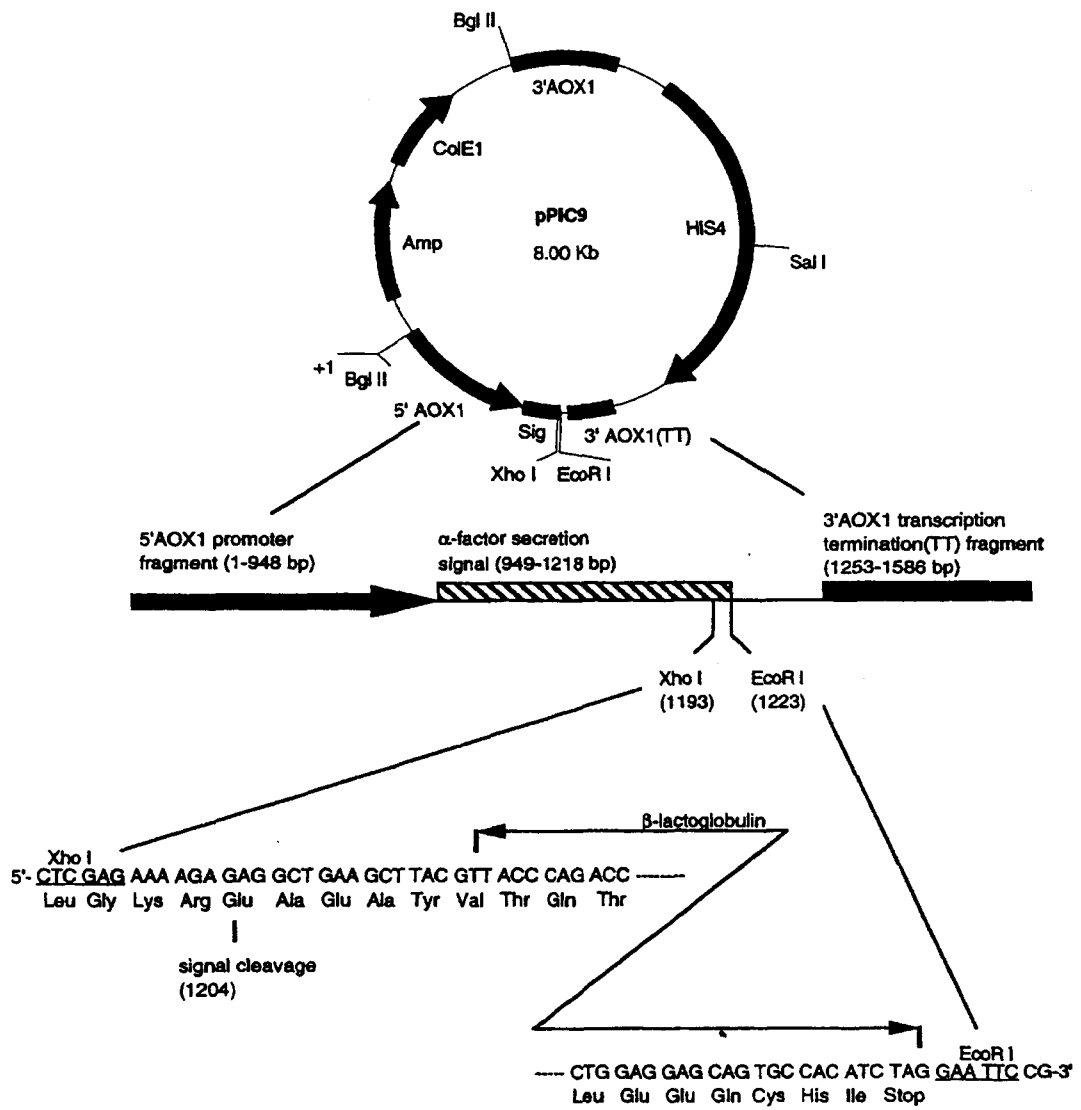 Bgl II
3'AOX1
ColE1
pPIC9
8.00 Kb
HIS4
Amp
Sal I
+1
Bgl II
5' AOX1
Sig
3' AOX1(TT)
Xho I
EcoR I
5'AOX1 promoter
fragment (1-948 bp)
α-factor secretion
signal (949-1218 bp)
3'AOX1 transcription
termination(TT) fragment
(1253-1586 bp)
Xho I
(1193)
EcoR I
(1223)
β-lactoglobulin
Xho I
5'- CTC GAG AAA AGA GAG GCT GAA GCT TAC GTT ACC CAG ACC ------
Leu Gly Lys Arg Glu Ala Glu Ala Tyr Val Thr Gln Thr
signal cleavage
(1204)
EcoR I
---- CTG GAG GAG CAG TGC CAC ATC TAG GAA TTC CG-3'
Leu Glu Glu Gln Cys His Ile Stop